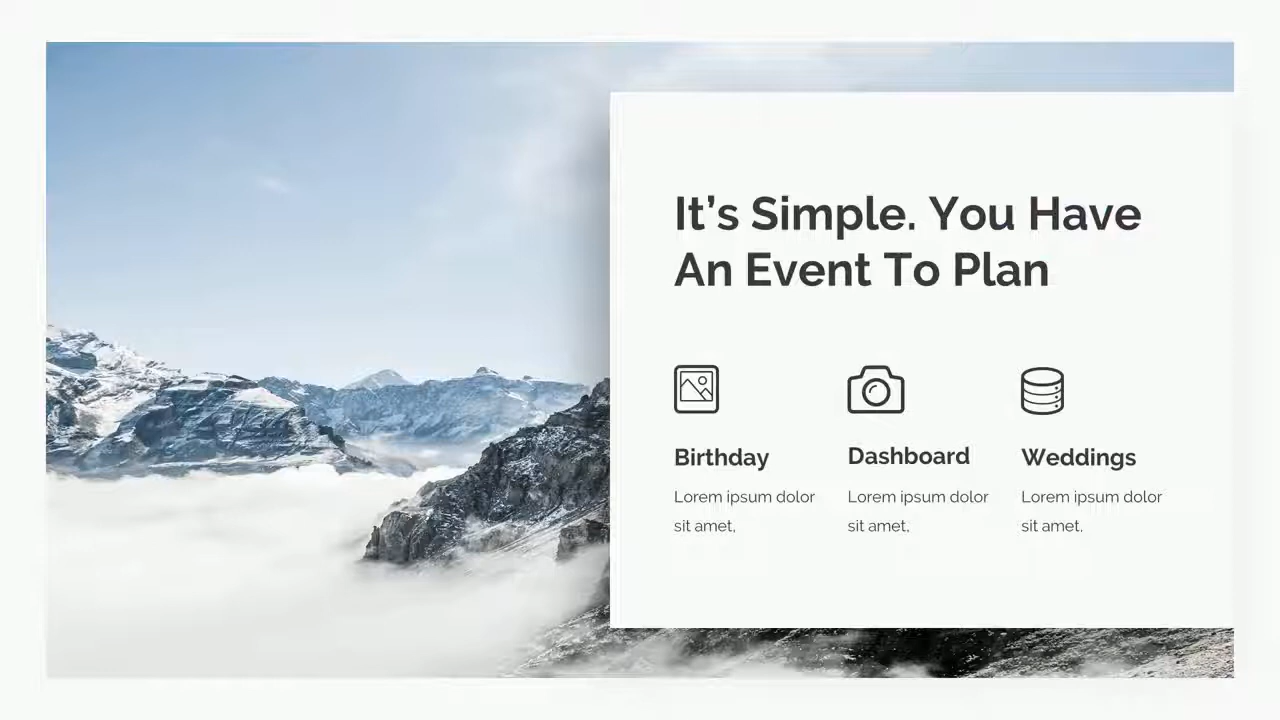 It’s Simple. You Have
An Event To Plan
Birthday
Lorem ipsum dolor
sit amet,
Dashboard
Lorem ipsum dolor
sit amet.
Weddings
Lorem ipsum dolor
sit amet.